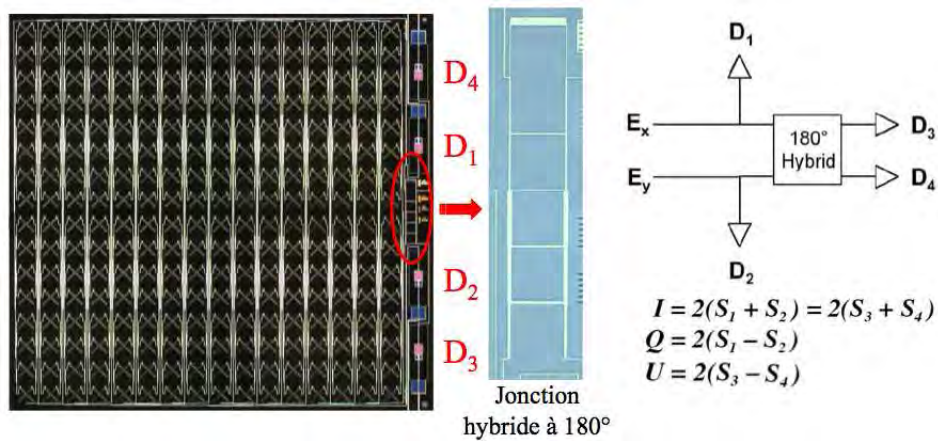 D₄
D₁
D₂
D₃
Jonction
hybride à 180°
D₁
Eₓ
180°
Hybrid
D₃
E_y
D₄
D₂
I = 2(S₁ + S₂) = 2(S₃ + S₄)
Q = 2(S₁ – S₂)
U = 2(S₃ – S₄)